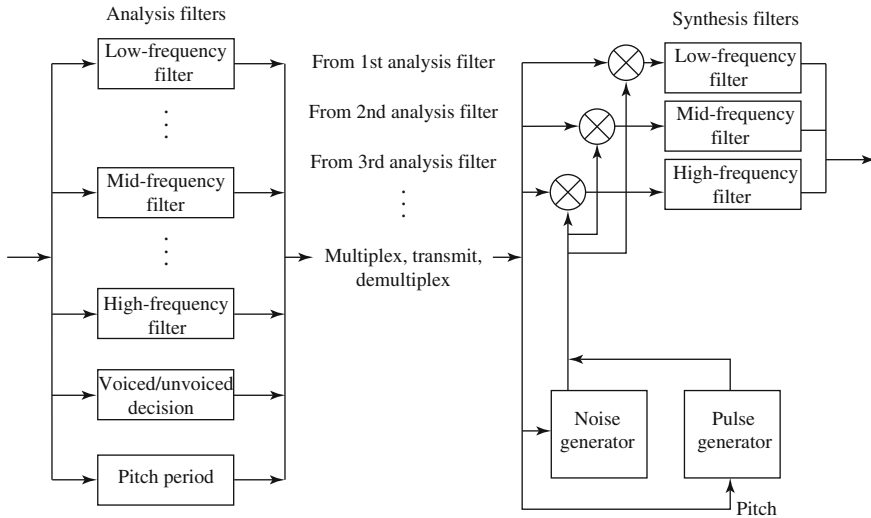 Analysis filters
Low-frequency
filter
Mid-frequency
filter
High-frequency
filter
Voiced/unvoiced
decision
Pitch period
From 1st analysis filter
From 2nd analysis filter
From 3rd analysis filter
Multiplex, transmit,
demultiplex
Synthesis filters
Low-frequency
filter
Mid-frequency
filter
High-frequency
filter
Noise
generator
Pulse
generator
Pitch